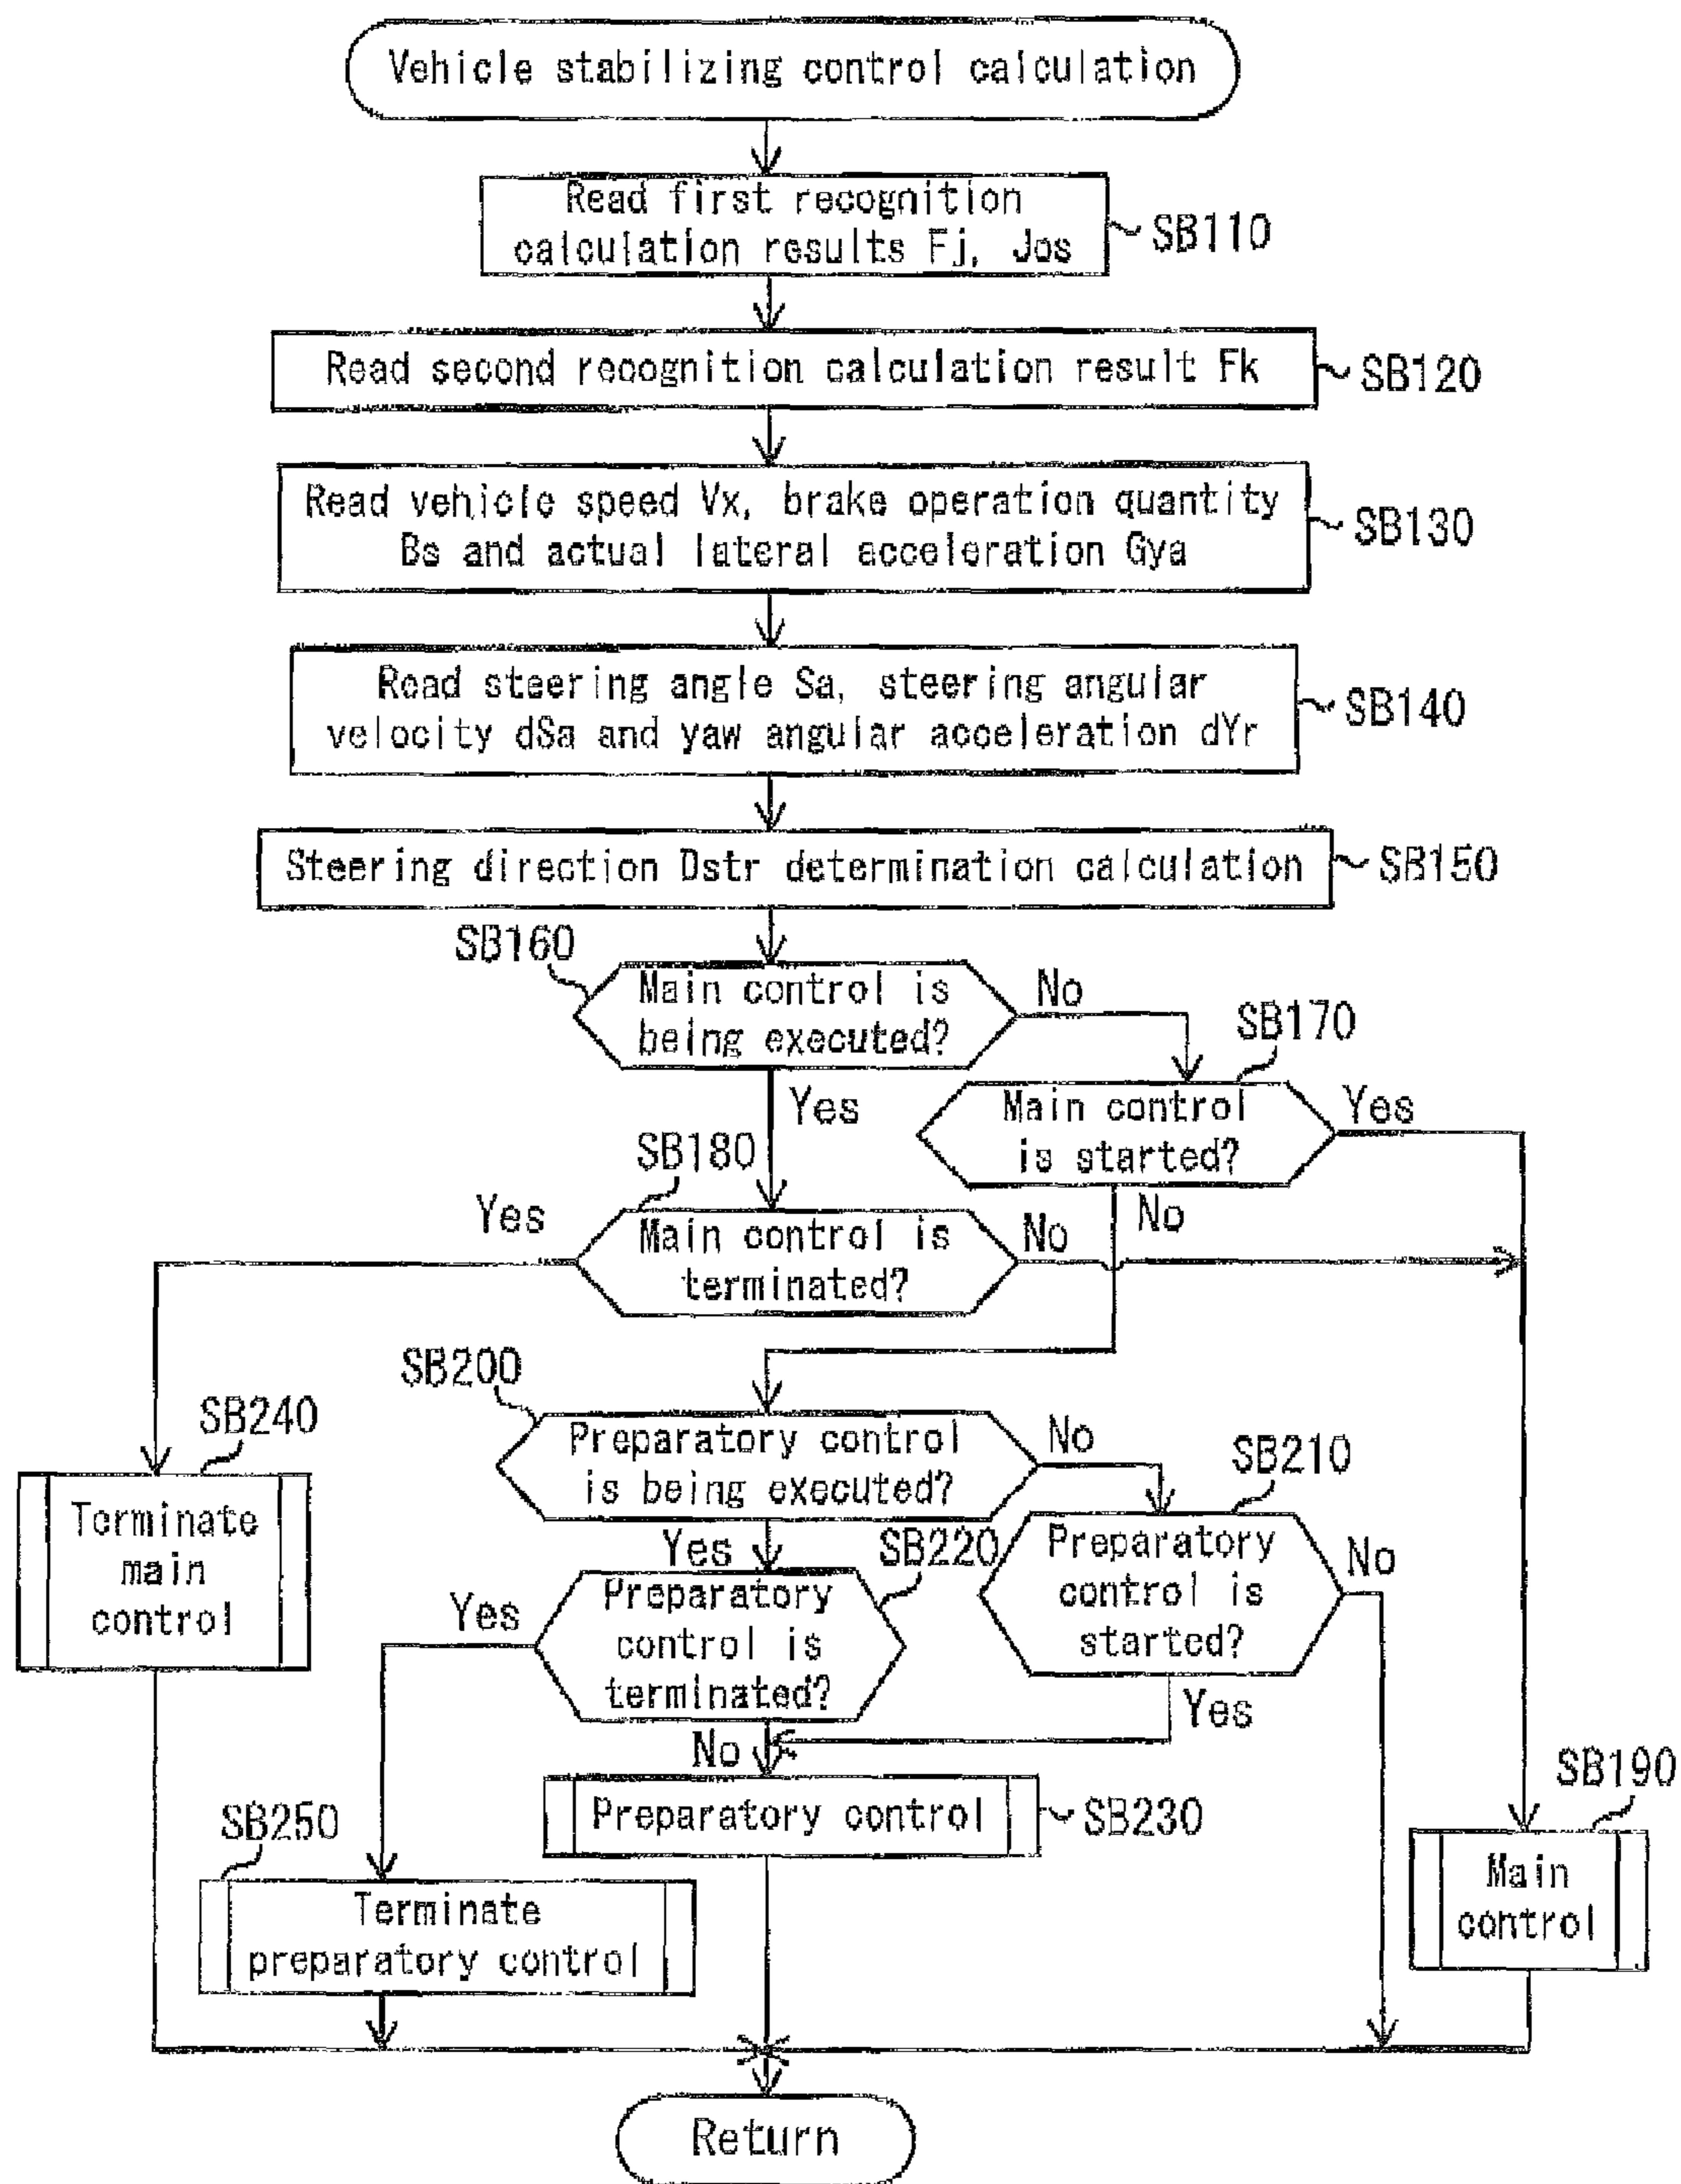 Vehicle stabilizing control calculation
Read first recognition
calculation results Fj, Jos
SB110
Read second recognition calculation result Fk
SB120
Read vehicle speed Vx, brake operation quantity
Bs and actual lateral acceleration Gya
SB130
Read steering angle Sa, steering angular
velocity dSa and yaw angular acceleration dYr
SB140
Steering direction Dstr determination calculation
SB150
SB160
Main control is
being executed?
No
Yes
SB170
Main control
is started?
Yes
No
SB180
Main control is
terminated?
Yes
No
SB200
Preparatory control
is being executed?
No
Yes
SB210
Preparatory
control is
started?
No
Yes
SB220
Preparatory
control is
terminated?
Yes
No
SB240
Terminate
main
control
SB230
Preparatory control
SB190
Main
control
SB250
Terminate
preparatory control
Return